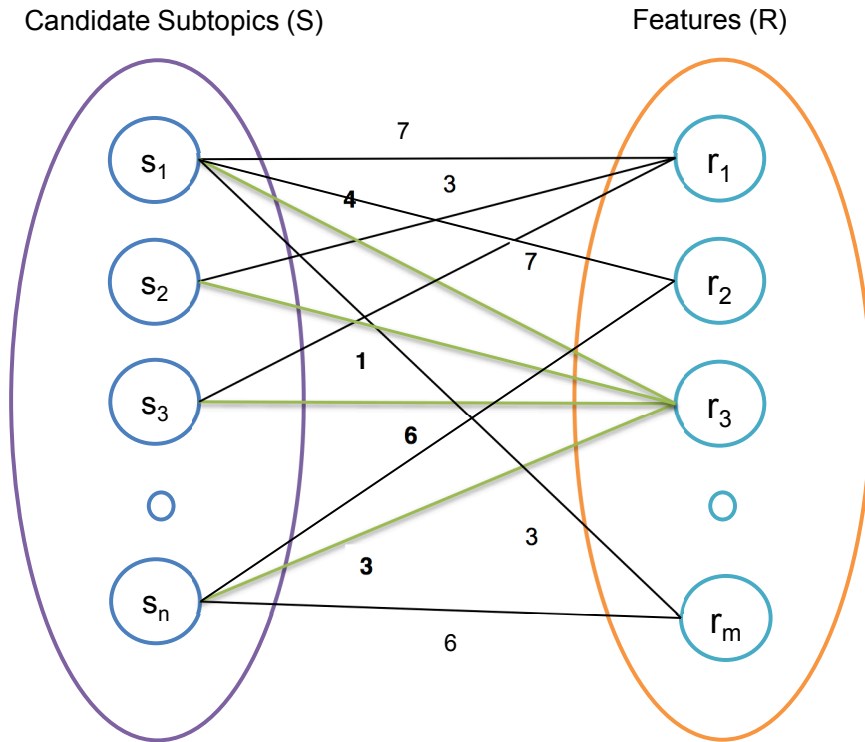 Candidate Subtopics (S)
Features (R)
7
s1
r1
3
4
7
s2
r2
1
s3
r3
6
3
3
sn
rm
6